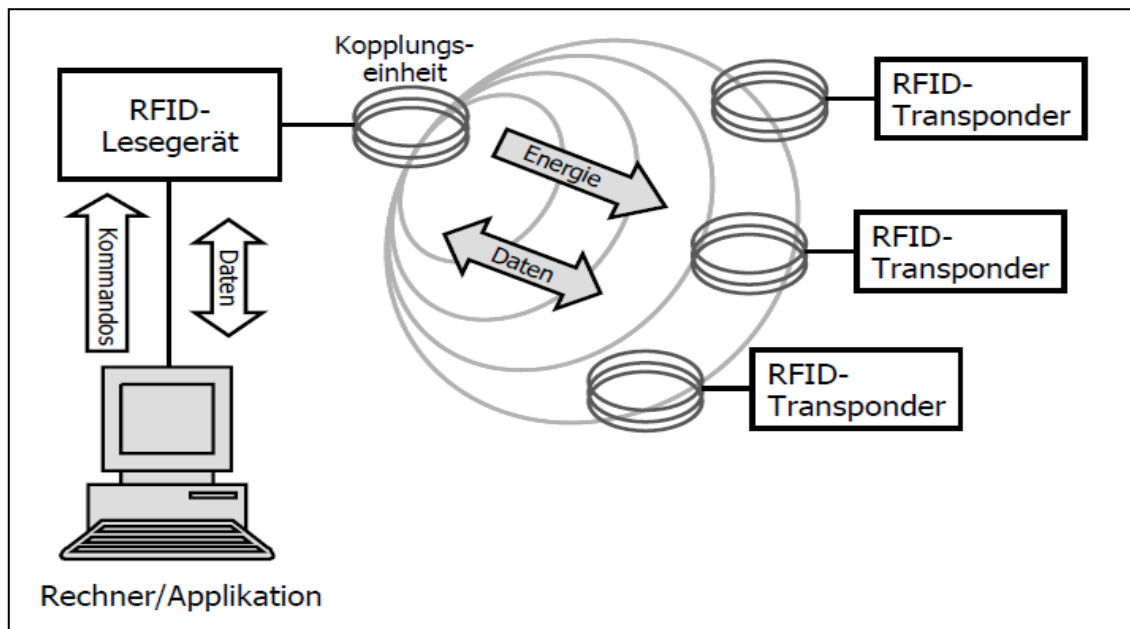 Kopplungs-
einheit
RFID-
Lesegerät
RFID-
Transponder
Energie
Daten
Kommandos
Daten
RFID-
Transponder
RFID-
Transponder
Rechner/Applikation